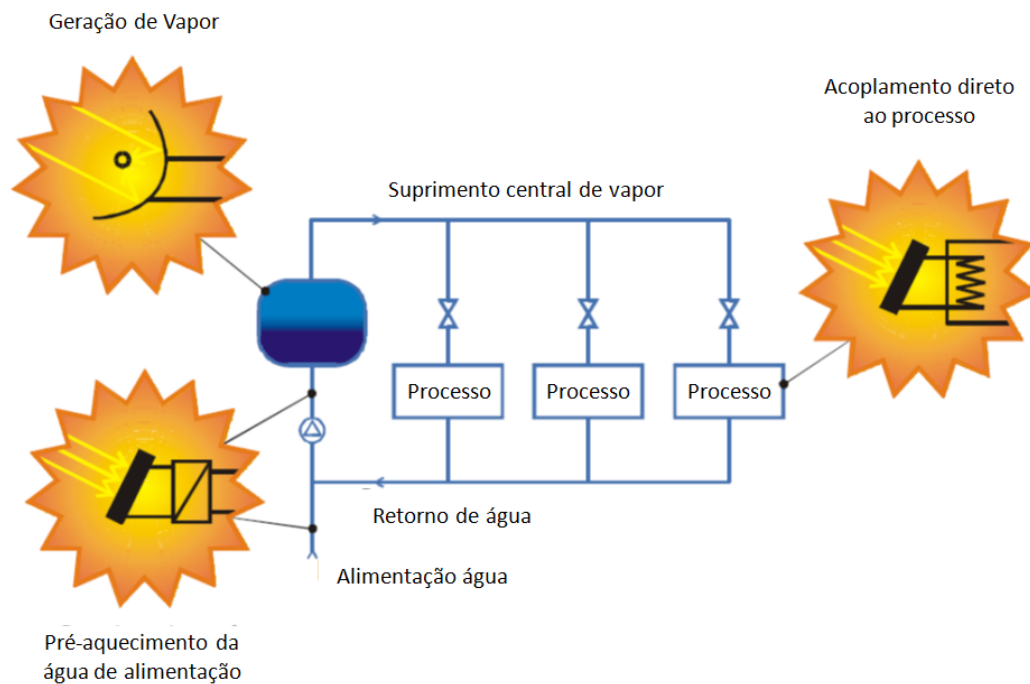 Geração de Vapor
Acoplamento direto
ao processo
Suprimento central de vapor
Processo
Processo
Processo
Retorno de água
Alimentação água
Pré-aquecimento da
água de alimentação